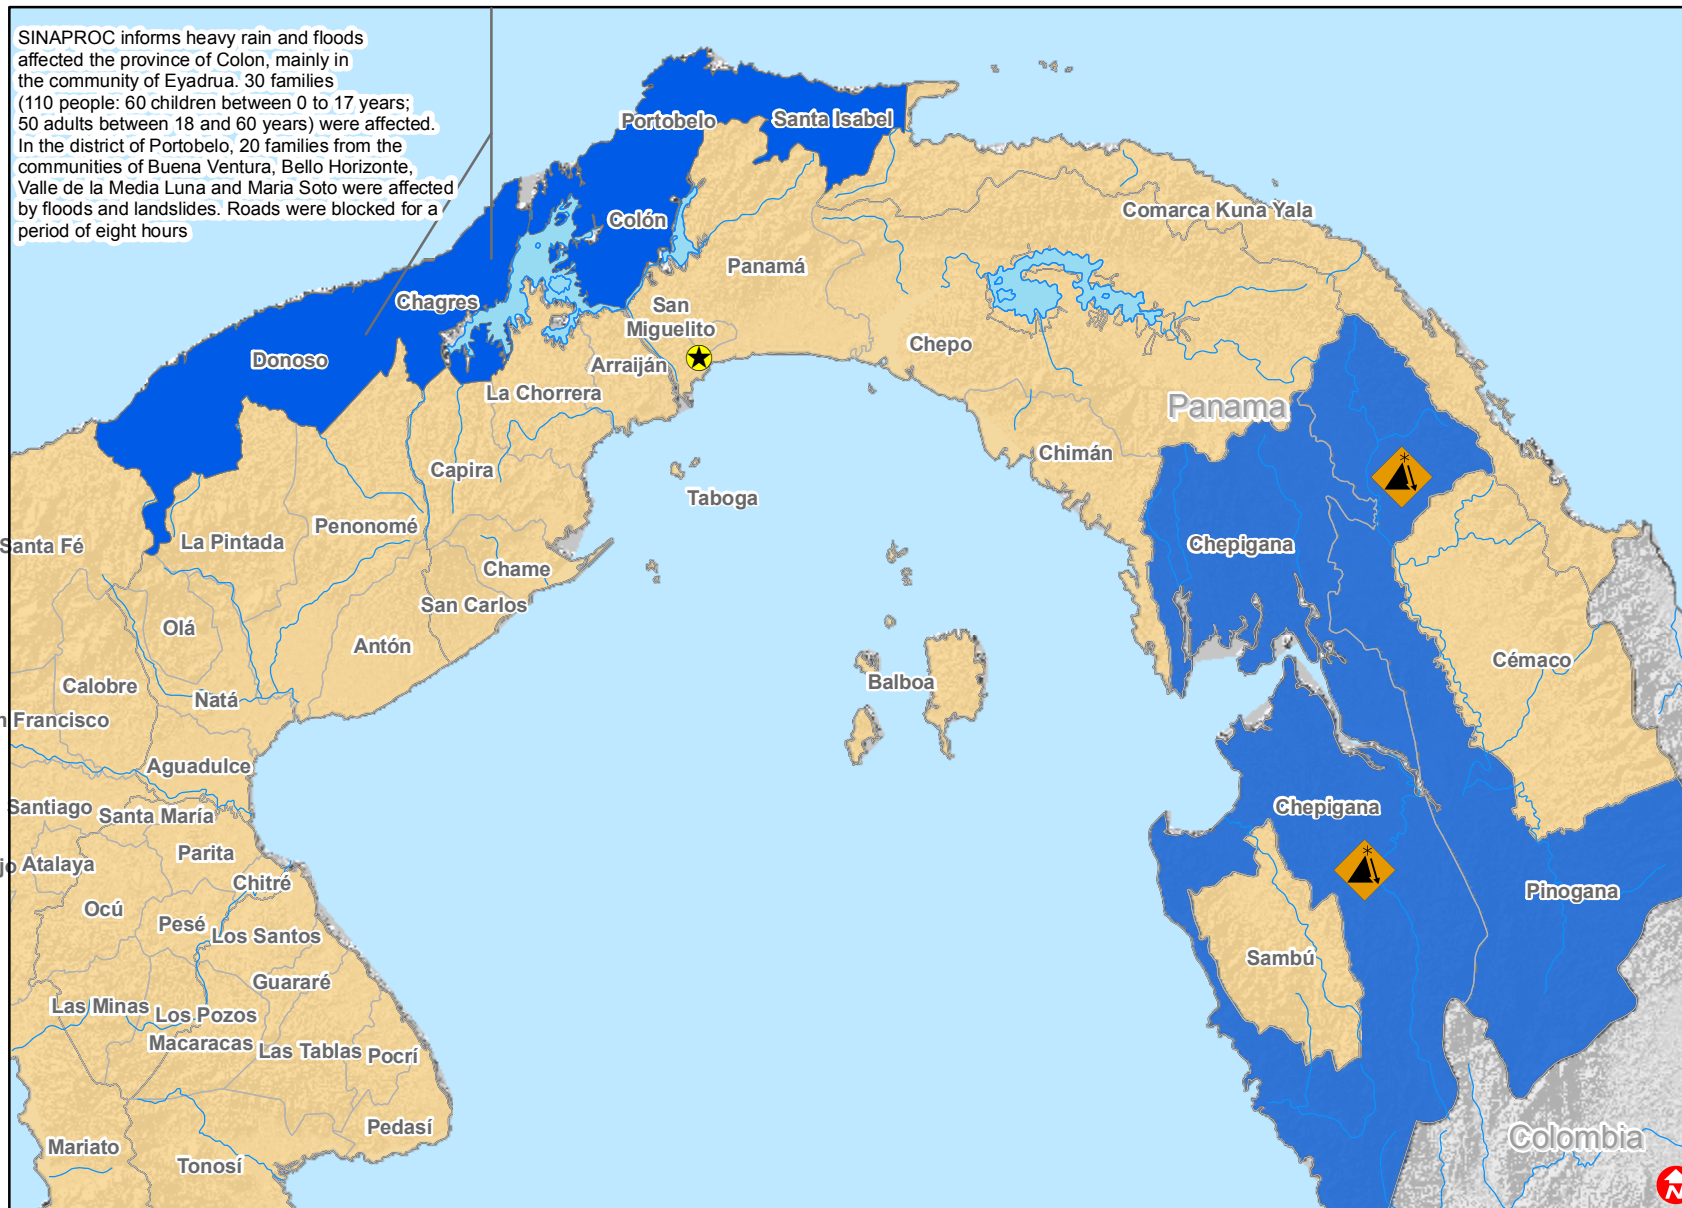 SINAPROC informs heavy rain and floods
affected the province of Colon, mainly in
the community of Eyadrua. 30 families
(110 people: 60 children between 0 to 17 years;
50 adults between 18 and 60 years) were affected.
In the district of Portobelo, 20 families from the
communities of Buena Ventura, Bello Horizonte,
Valle de la Media Luna and Maria Soto were affected
by floods and landslides. Roads were blocked for a
period of eight hours
Portobelo
Santa Isabel
Colón
Comarca Kuna Yala
Panamá
Chagres
San
Miguelito
Donoso
Arraiján
Chepo
La Chorrera
Panama
Capira
Chimán
Taboga
Penonomé
La Pintada
Santa Fé
Chepigana
Chame
San Carlos
Olá
Antón
Cémaco
Calobre
Balboa
Ñatá
n Francisco
Aguadulce
Santiago
Santa María
Chepigana
Parita
jo Atalaya
Chitré
Pinogana
Ocú
Pesé
Los Santos
Sambú
Guararé
Las Minas
Los Pozos
Macaracas
Las Tablas
Pocrí
Pedasí
Colombia
Mariato
Tonosí
N